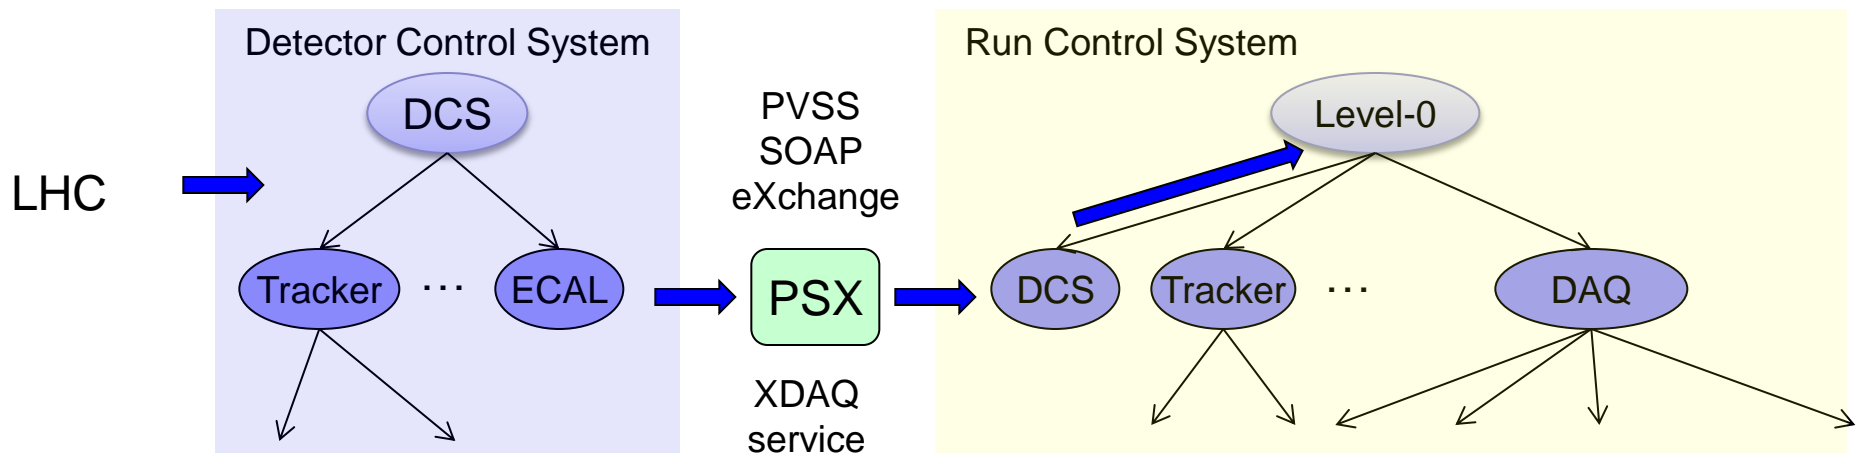 LHC
Detector Control System
DCS
Tracker
...
ECAL
PVSS
SOAP
eXchange
PSX
XDAQ
service
Run Control System
Level-0
DCS
Tracker
...
DAQ